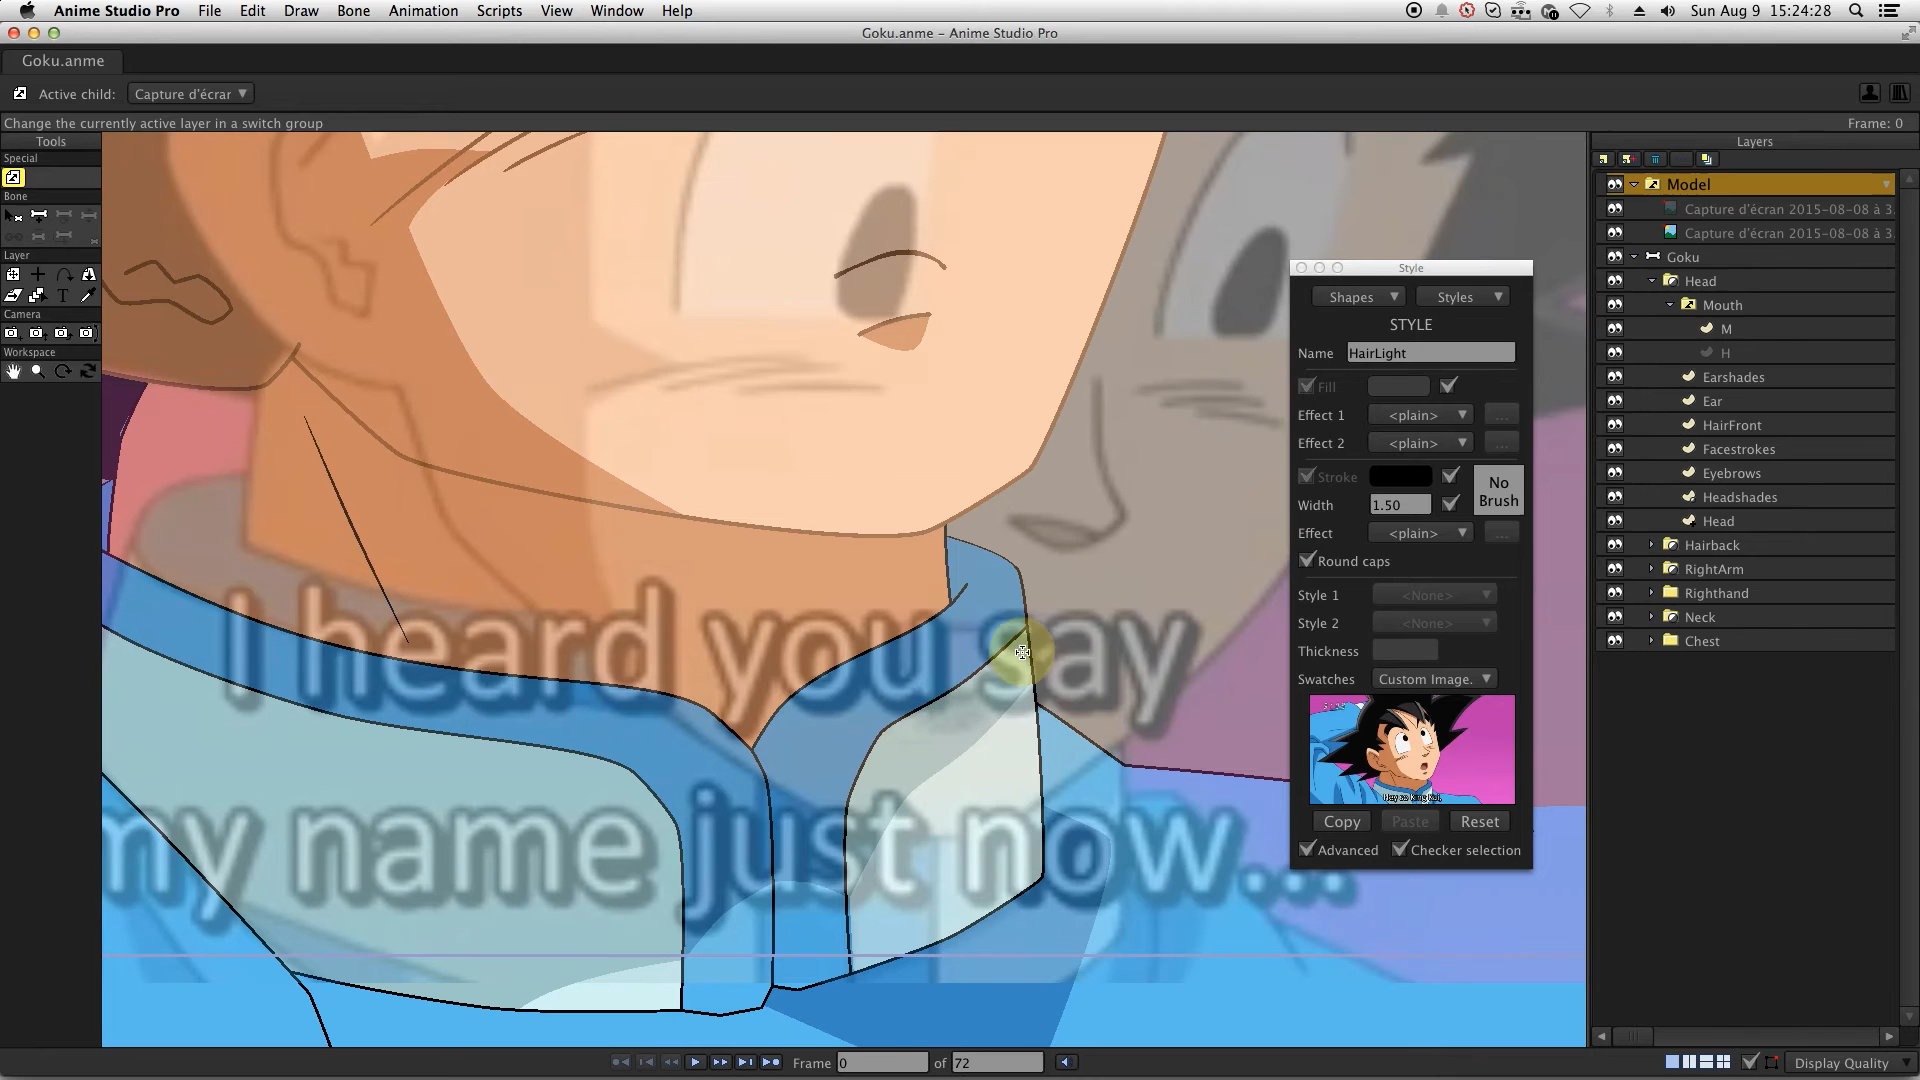 Anime Studio Pro File Edit Draw Bone Animation Scripts View Window Help Sun Aug 9 15:24:28
Goku.anme – Anime Studio Pro
Goku.anme
Active child: Capture d'écrar
Change the currently active layer in a switch group Frame: 0
Tools
Special
Bone
Layer
Camera
Workspace
I heard you say
my name just now...
Style
Shapes Styles
STYLE
Name HairLight
Fill
Effect 1 <plain> ...
Effect 2 <plain> ...
Stroke
No Brush
Width 1.50
Effect <plain> ...
Round caps
Style 1 <None>
Style 2 <None>
Thickness
Swatches Custom Image.
Copy Paste Reset
Advanced Checker selection
Layers
Model
Capture d'écran 2015-08-08 à 3.
Capture d'écran 2015-08-08 à 3.
Goku
Head
Mouth
M
H
Earshades
Ear
HairFront
Facestrokes
Eyebrows
Headshades
Head
Hairback
RightArm
Righthand
Neck
Chest
Frame 0 of 72 Display Quality